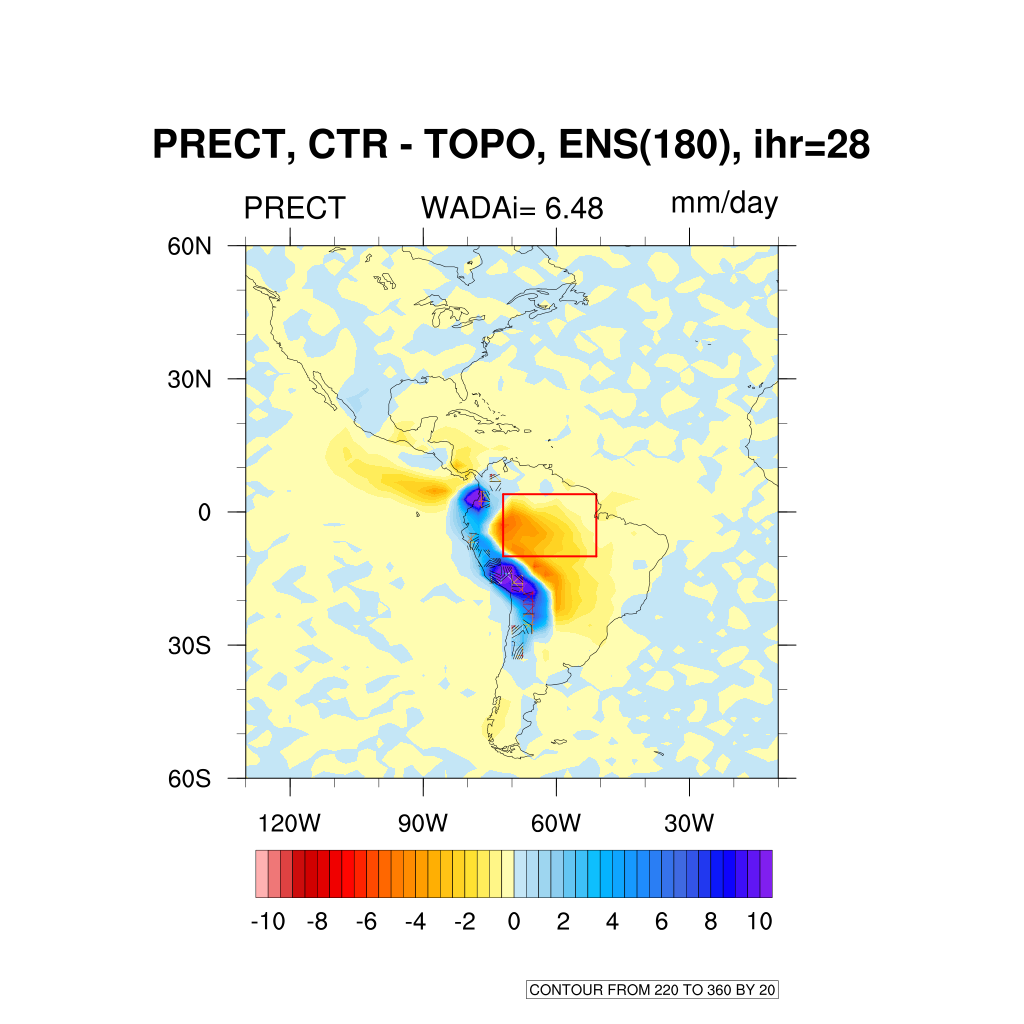 PRECT, CTR - TOPO, ENS(180), ihr=28
PRECT WADAi= 6.48 mm/day
60N
30N
0
30S
60S
120W 90W 60W 30W
-10 -8 -6 -4 -2 0 2 4 6 8 10
CONTOUR FROM 220 TO 360 BY 20